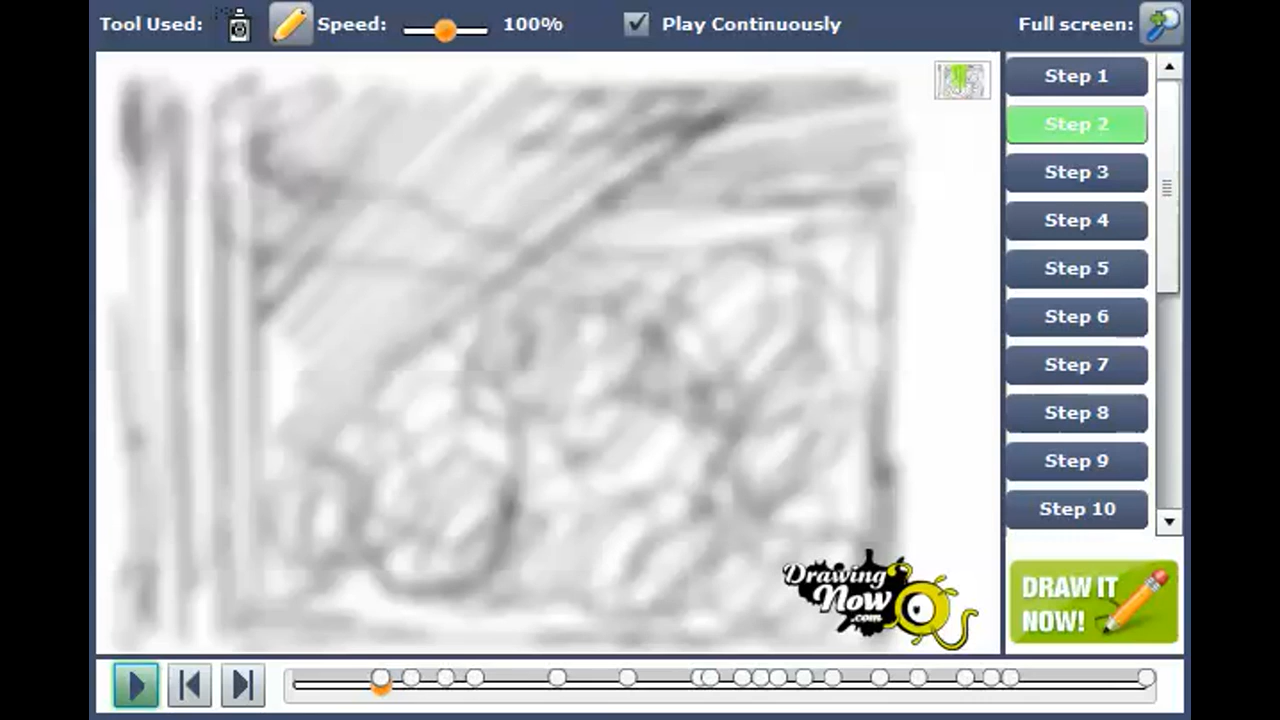 Tool Used:
Speed:
100%
Play Continuously
Full screen:
Step 1
Step 2
Step 3
Step 4
Step 5
Step 6
Step 7
Step 8
Step 9
Step 10
Drawing
Now
.com
DRAW IT
NOW!